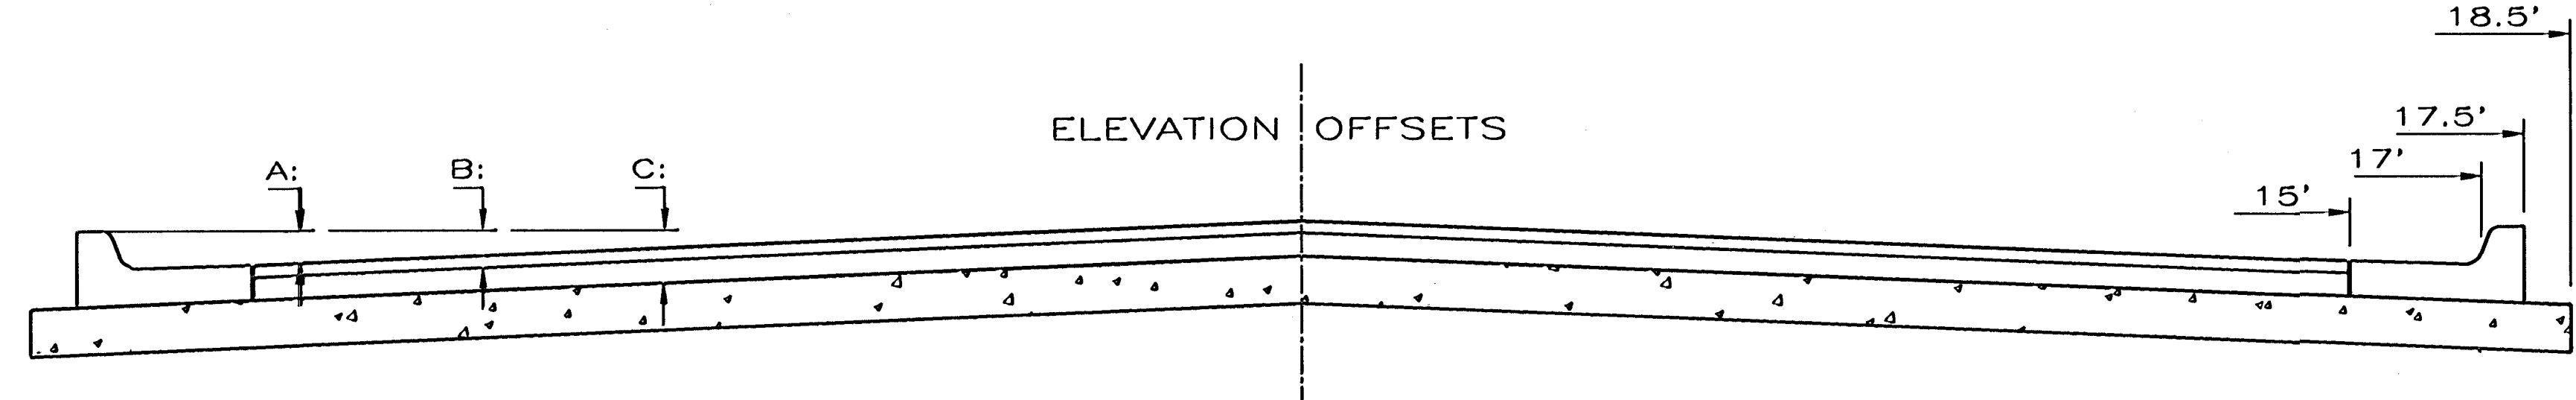 18.5'
17.5'
17'
15'
ELEVATION OFFSETS
A:
B:
C: